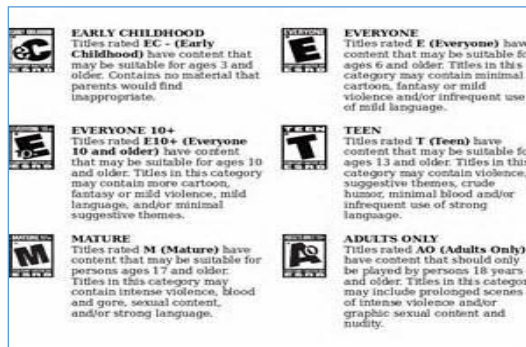 EARLY CHILDHOOD
Titles rated EC - (Early
Childhood) have content that
may be suitable for ages 3 and
older. Contains no material that
parents would find
inappropriate.
EVERYONE
Titles rated E (Everyone) have
content that may be suitable for
ages 6 and older. Titles in this
category may contain minimal
cartoon, fantasy or mild
violence and/or infrequent use
of mild language.
EVERYONE
E
EVERYONE 10+
Titles rated E10+ (Everyone
10 and older) have content
that may be suitable for ages 10
and older. Titles in this category
may contain more cartoon,
fantasy or mild violence, mild
language, and/or minimal
suggestive themes.
TEEN
T
TEEN
Titles rated T (Teen) have
content that may be suitable for
ages 13 and older. Titles in this
category may contain violence,
suggestive themes, crude
humor, minimal blood and/or
infrequent use of strong
language.
M
MATURE
Titles rated M (Mature) have
content that may be suitable for
persons ages 17 and older.
Titles in this category may
contain intense violence, blood
and gore, sexual content,
and/or strong language.
ADULTS ONLY
Titles rated AO (Adults Only)
have content that should only
be played by persons 18 years
and older. Titles in this category
may include prolonged scenes
of intense violence and/or
graphic sexual content and
nudity.